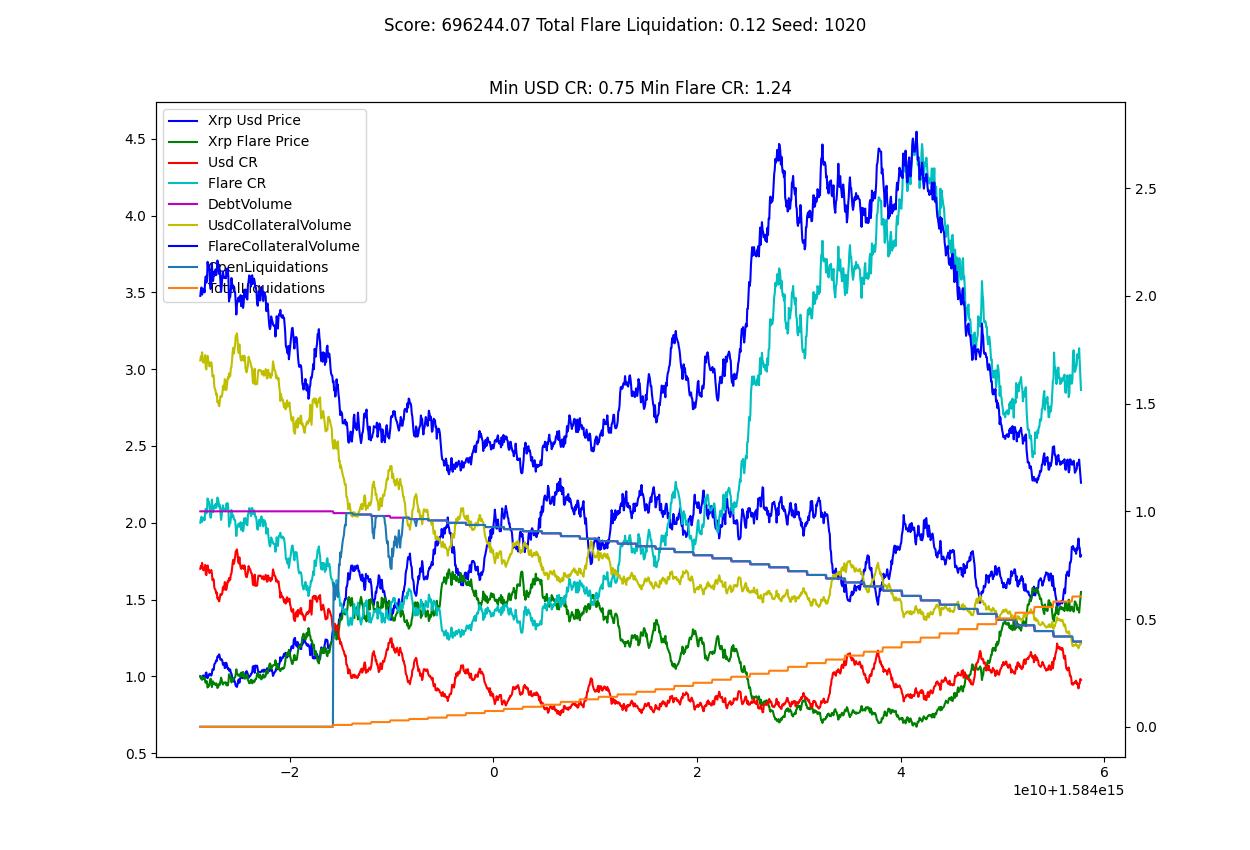 Score: 696244.07 Total Flare Liquidation: 0.12 Seed: 1020
Min USD CR: 0.75 Min Flare CR: 1.24
Xrp Usd Price
Xrp Flare Price
Usd CR
Flare CR
DebtVolume
UsdCollateralVolume
FlareCollateralVolume
OpenLiquidations
TotalLiquidations
4.5
4.0
3.5
3.0
2.5
2.0
1.5
1.0
0.5
2.5
2.0
1.5
1.0
0.5
0.0
−2
0
2
4
6
1e10+1.584e15